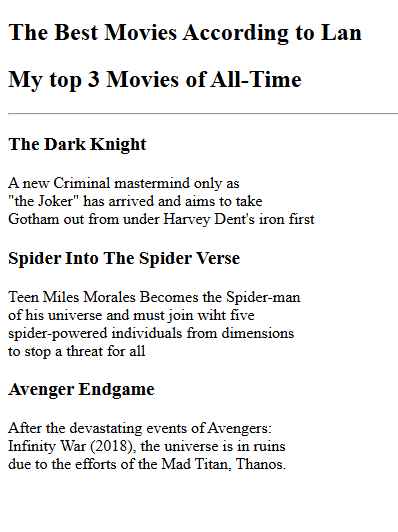 The Best Movies According to Lan
My top 3 Movies of All-Time
The Dark Knight
A new Criminal mastermind only as
"the Joker" has arrived and aims to take
Gotham out from under Harvey Dent's iron first
Spider Into The Spider Verse
Teen Miles Morales Becomes the Spider-man
of his universe and must join wiht five
spider-powered individuals from dimensions
to stop a threat for all
Avenger Endgame
After the devastating events of Avengers:
Infinity War (2018), the universe is in ruins
due to the efforts of the Mad Titan, Thanos.